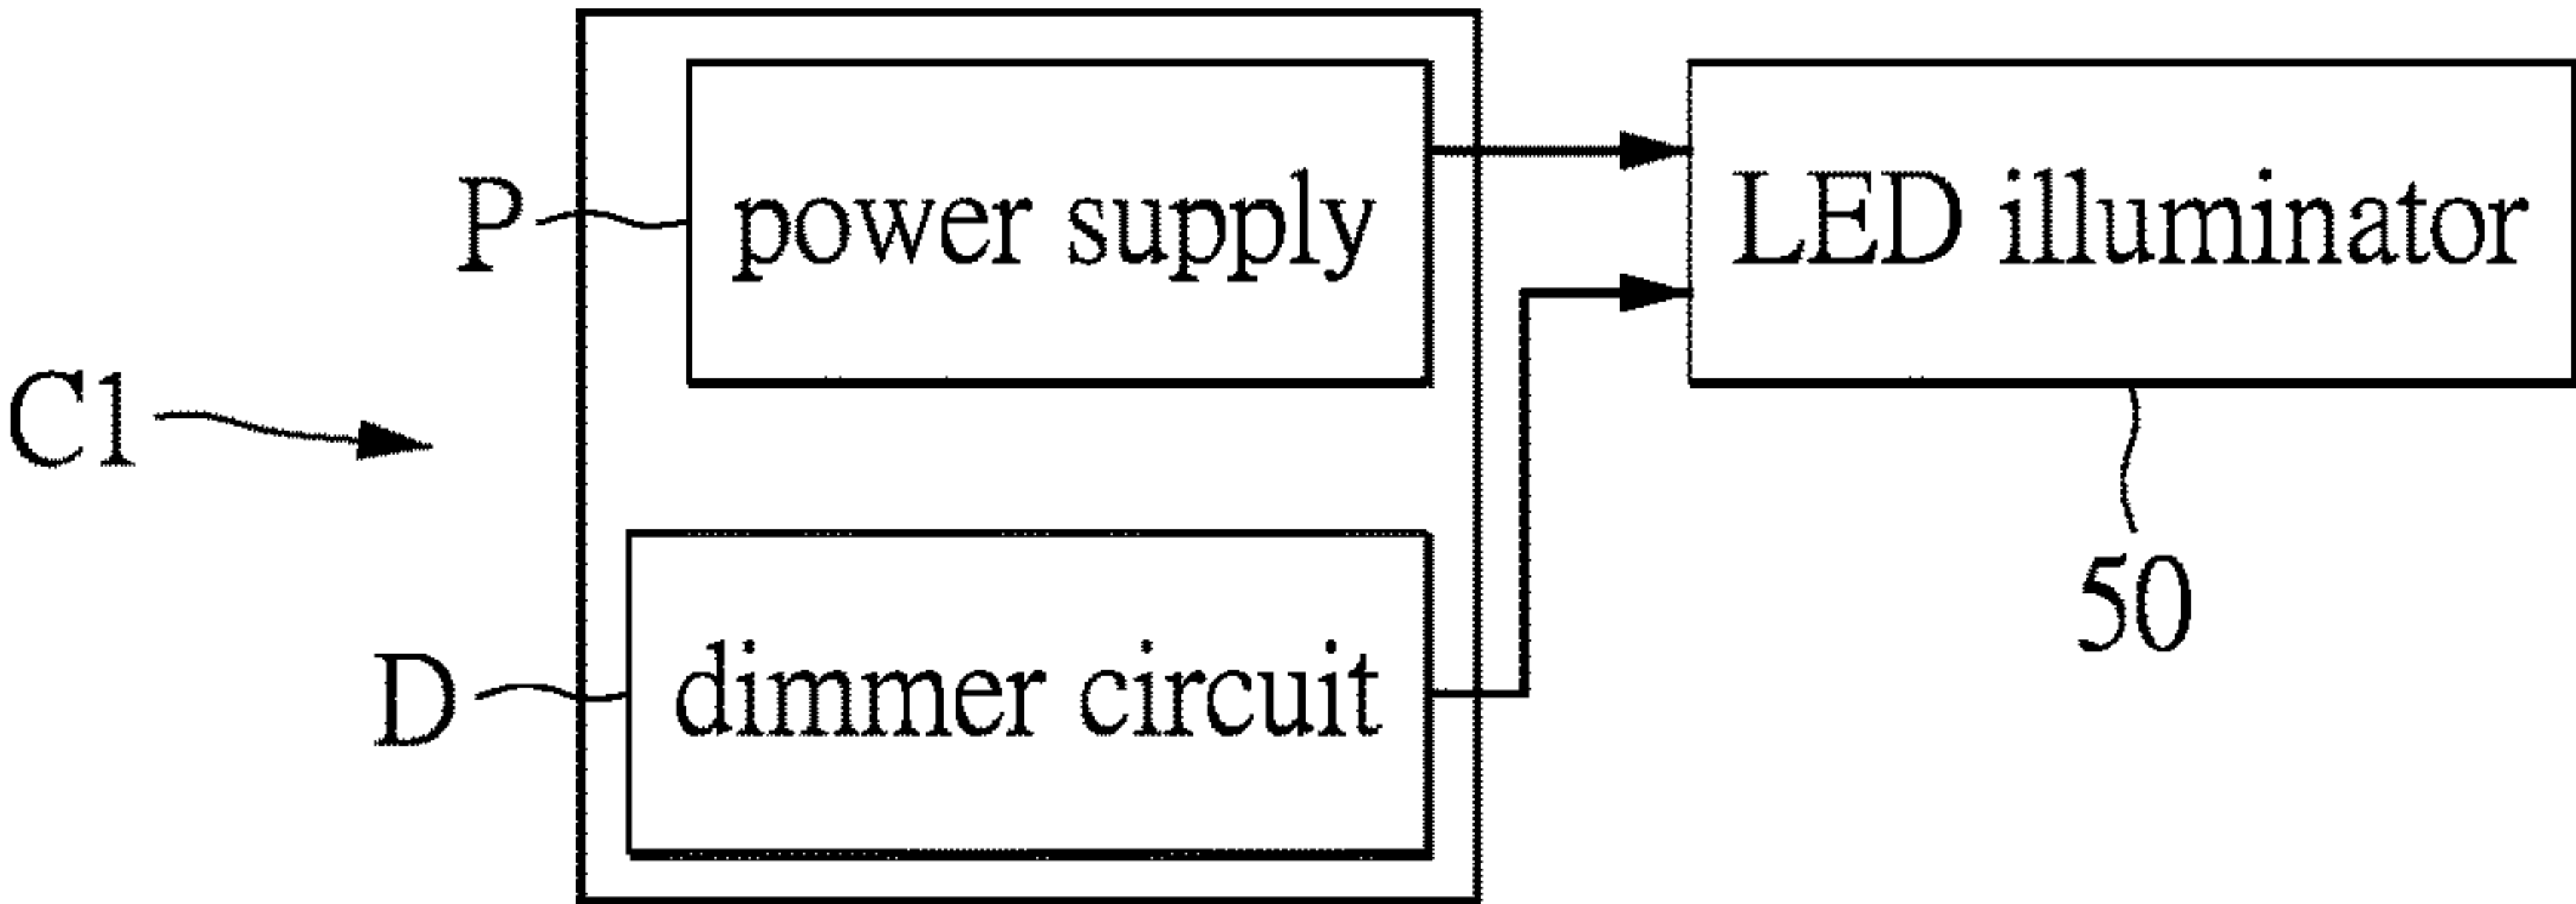 P
power supply
LED illuminator
C1
50
D
dimmer circuit